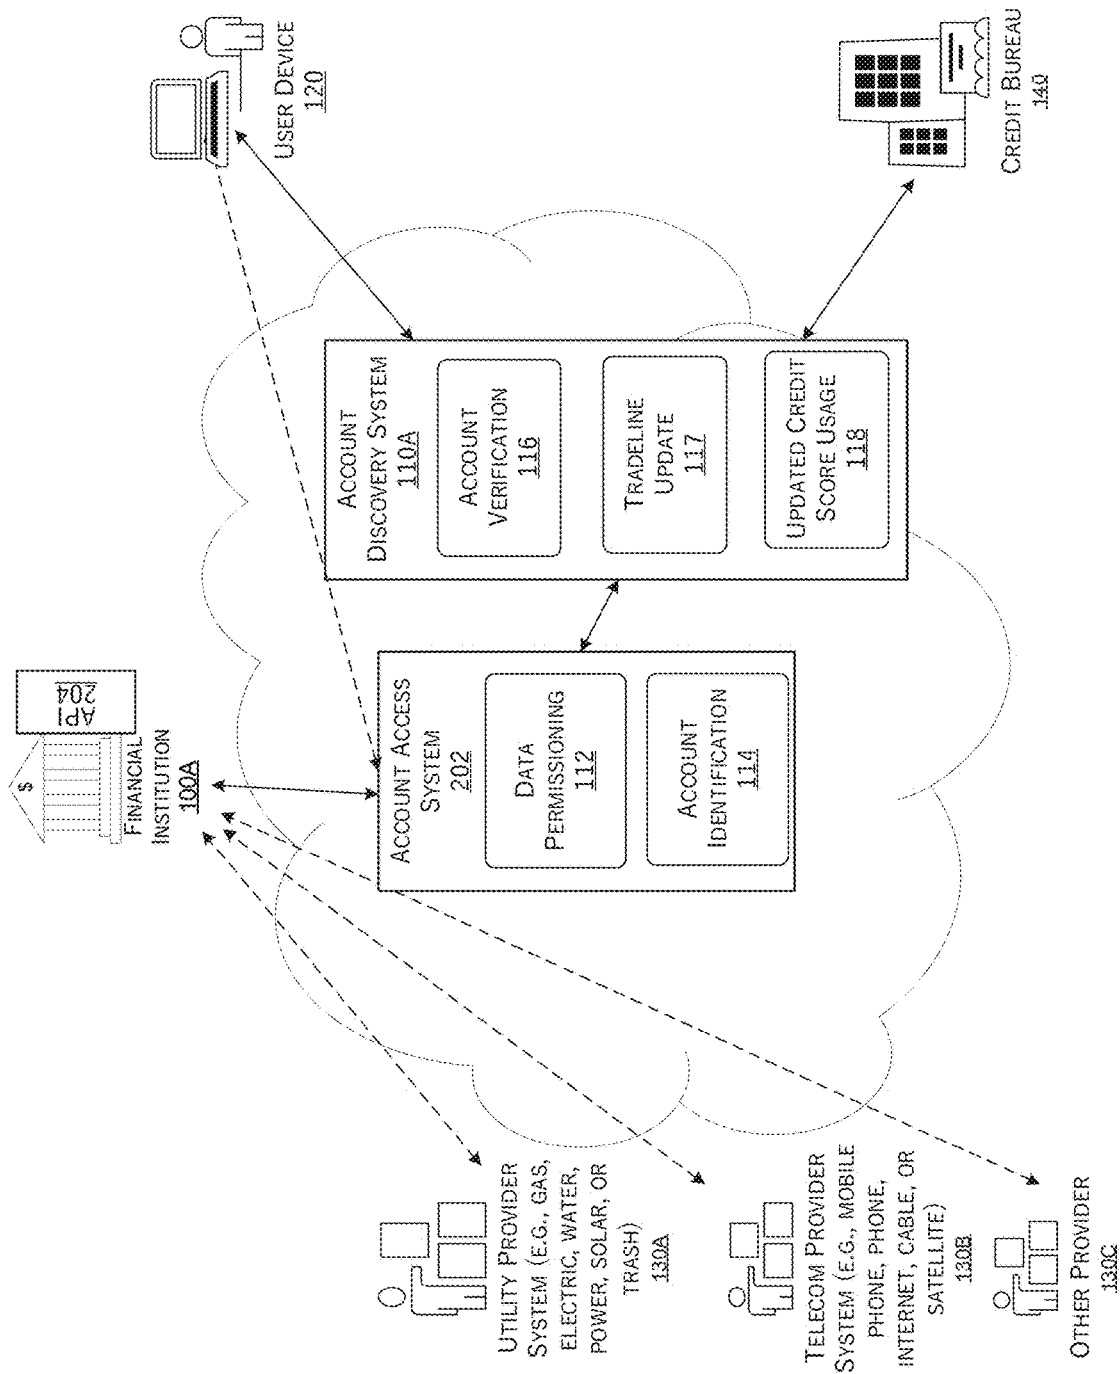 $
API
204
FINANCIAL
INSTITUTION
100A
USER DEVICE
120
ACCOUNT ACCESS
SYSTEM
202
DATA
PERMISSIONING
112
ACCOUNT
IDENTIFICATION
114
ACCOUNT
DISCOVERY SYSTEM
110A
ACCOUNT
VERIFICATION
116
TRADELINE
UPDATE
117
UPDATED CREDIT
SCORE USAGE
118
CREDIT BUREAU
140
UTILITY PROVIDER
SYSTEM (E.G., GAS,
ELECTRIC, WATER,
POWER, SOLAR, OR
TRASH)
130A
TELECOM PROVIDER
SYSTEM (E.G., MOBILE
PHONE, PHONE,
INTERNET, CABLE, OR
SATELLITE)
130B
OTHER PROVIDER
130C